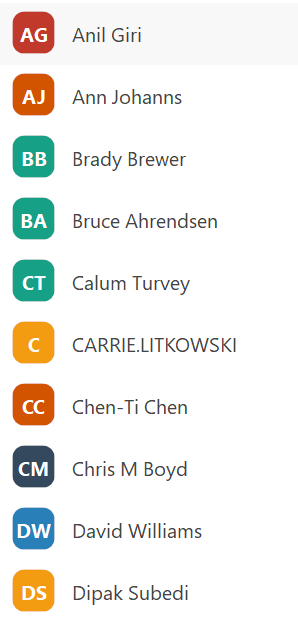 AG Anil Giri
AJ Ann Johanns
BB Brady Brewer
BA Bruce Ahrendsen
CT Calum Turvey
C CARRIE.LITKOWSKI
CC Chen-Ti Chen
CM Chris M Boyd
DW David Williams
DS Dipak Subedi